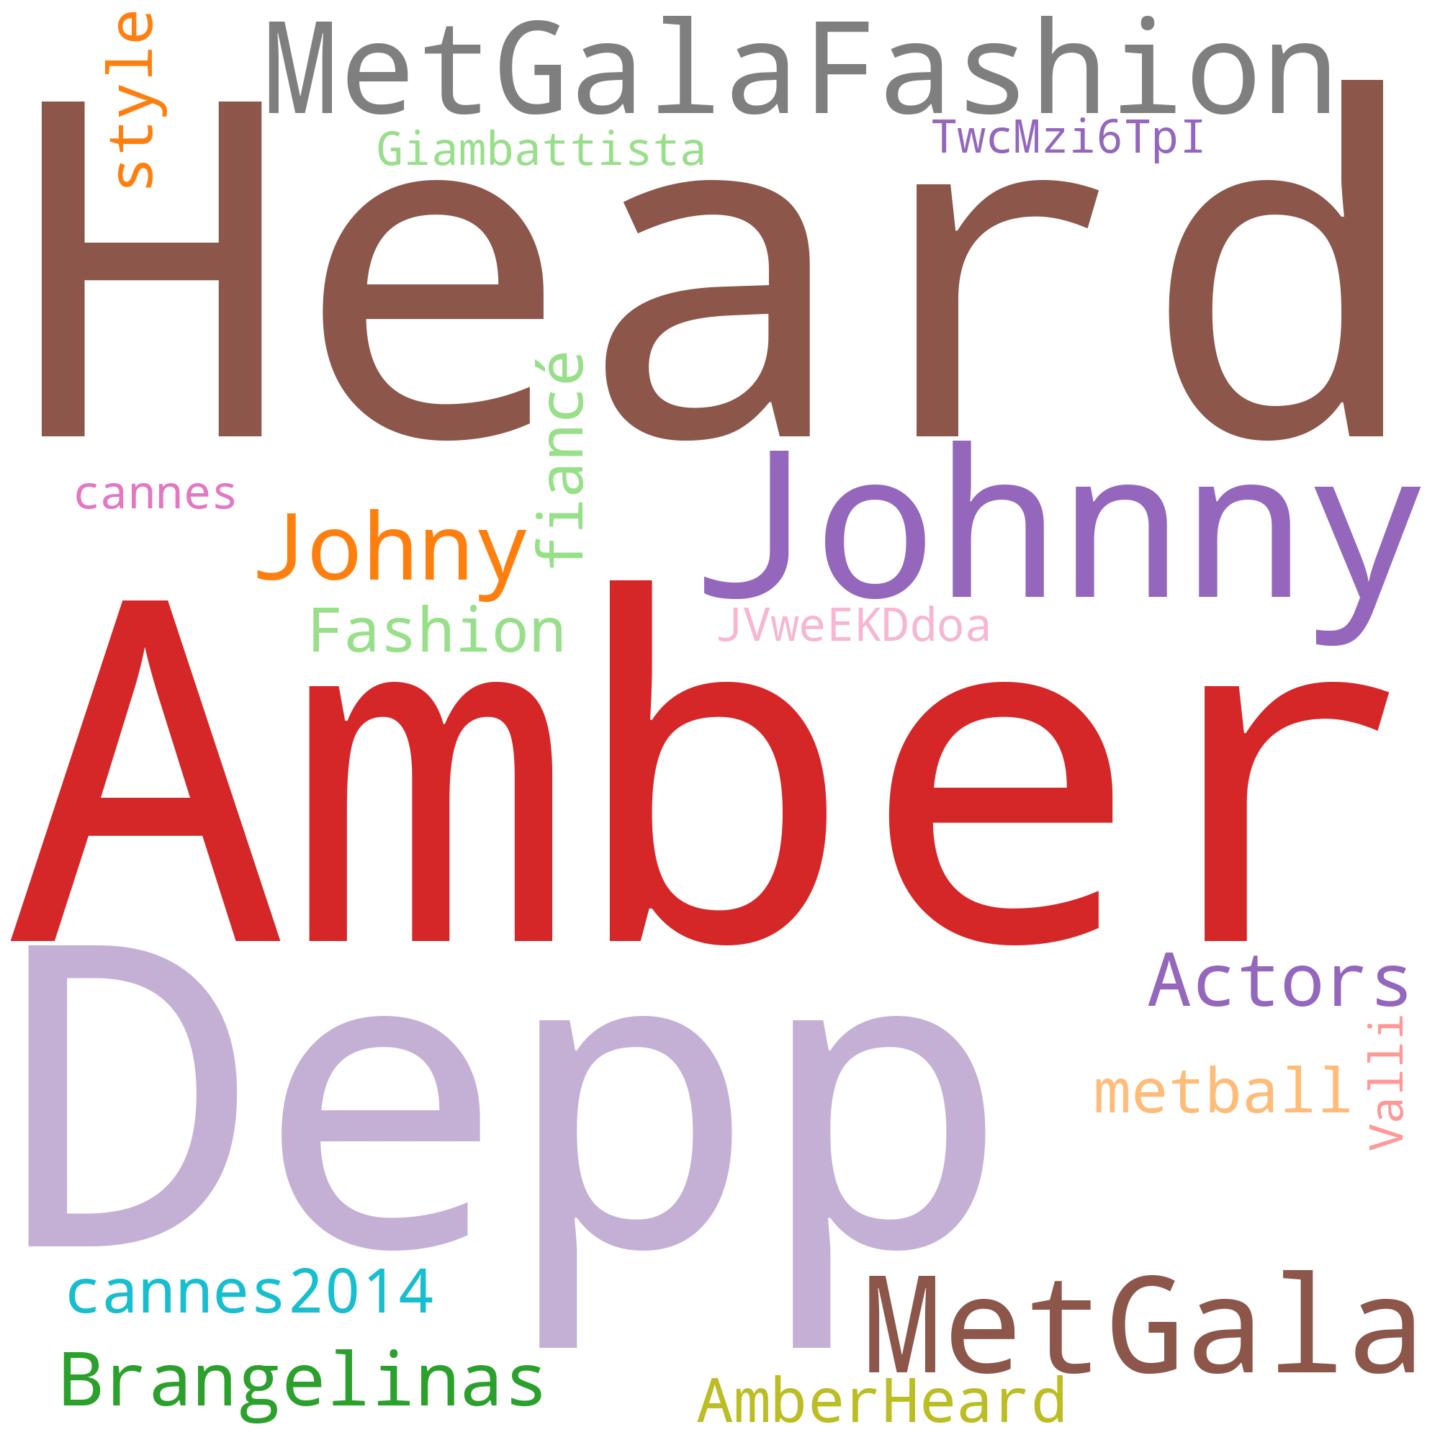 style
MetGalaFashion
Giambattista
TwcMzi6TpI
Heard
fiancé
cannes
Johny
Johnny
Fashion
JVweEKDdoa
Amber
Depp
Actors
metball
Valli
cannes2014
MetGala
Brangelinas
AmberHeard